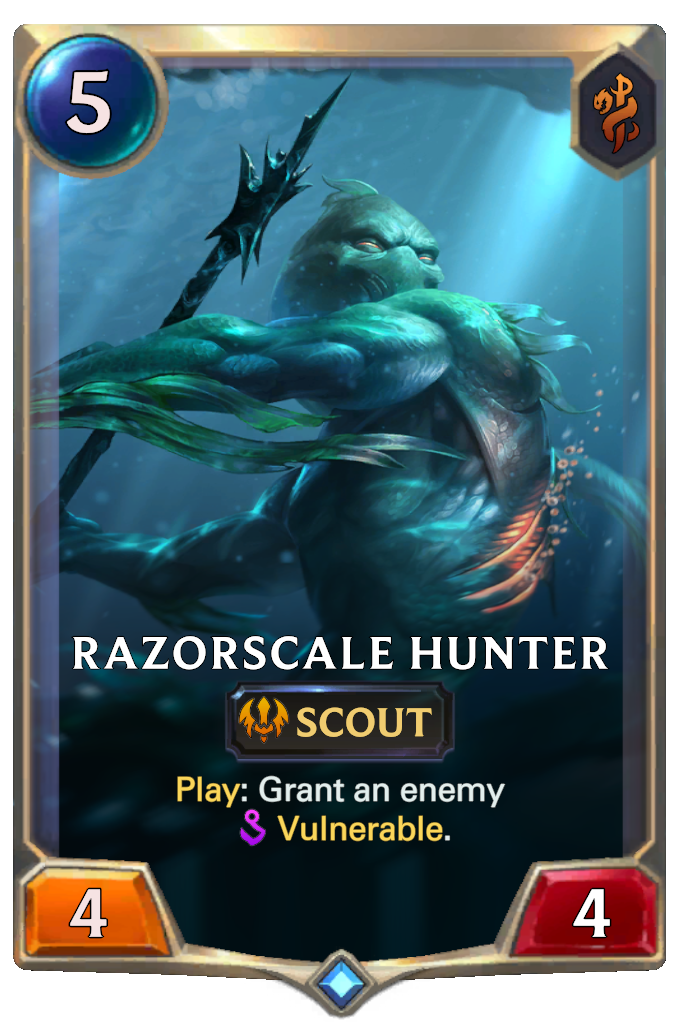 5
RAZORSCALE HUNTER
SCOUT
Play: Grant an enemy
Vulnerable.
4
4